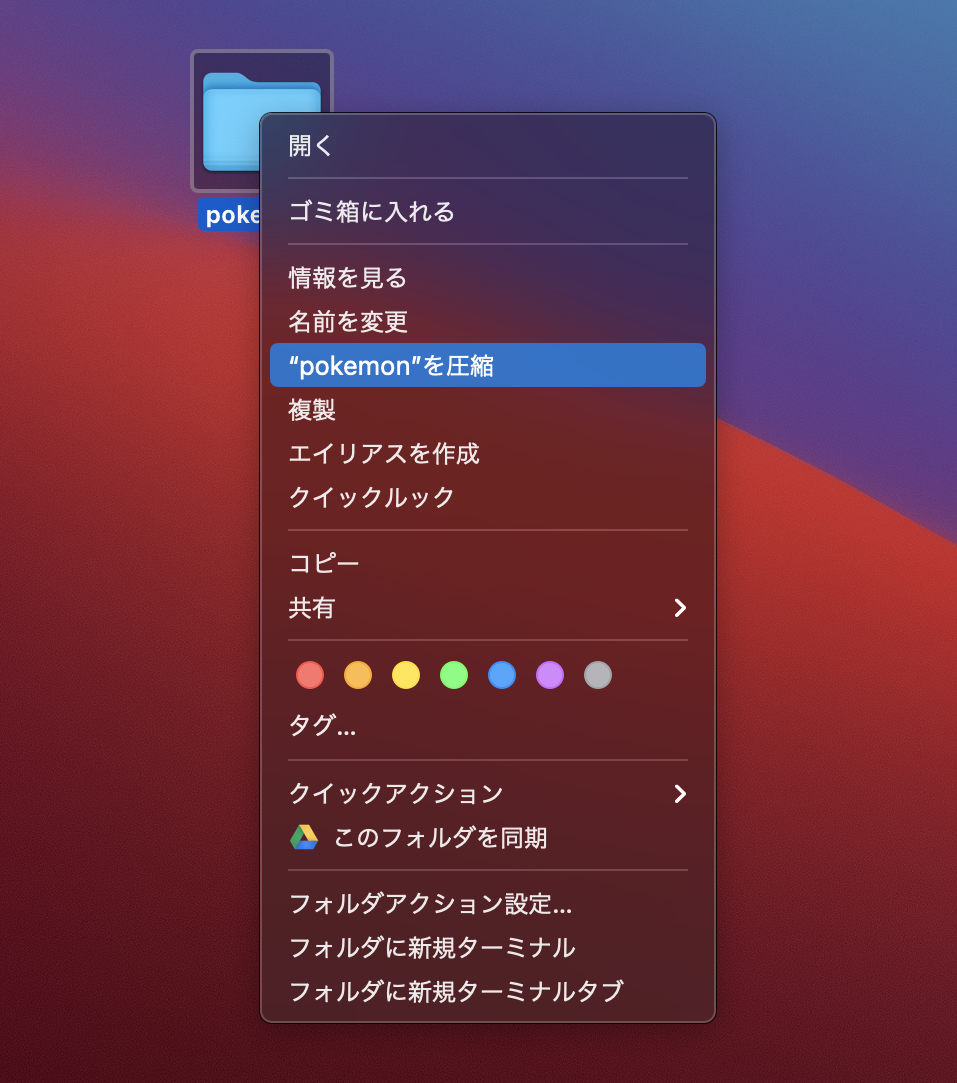 poke
開く
ゴミ箱に入れる
情報を見る
名前を変更
“pokemon”を圧縮
複製
エイリアスを作成
クイックルック
コピー
共有
タグ...
クイックアクション
このフォルダを同期
フォルダアクション設定...
フォルダに新規ターミナル
フォルダに新規ターミナルタブ